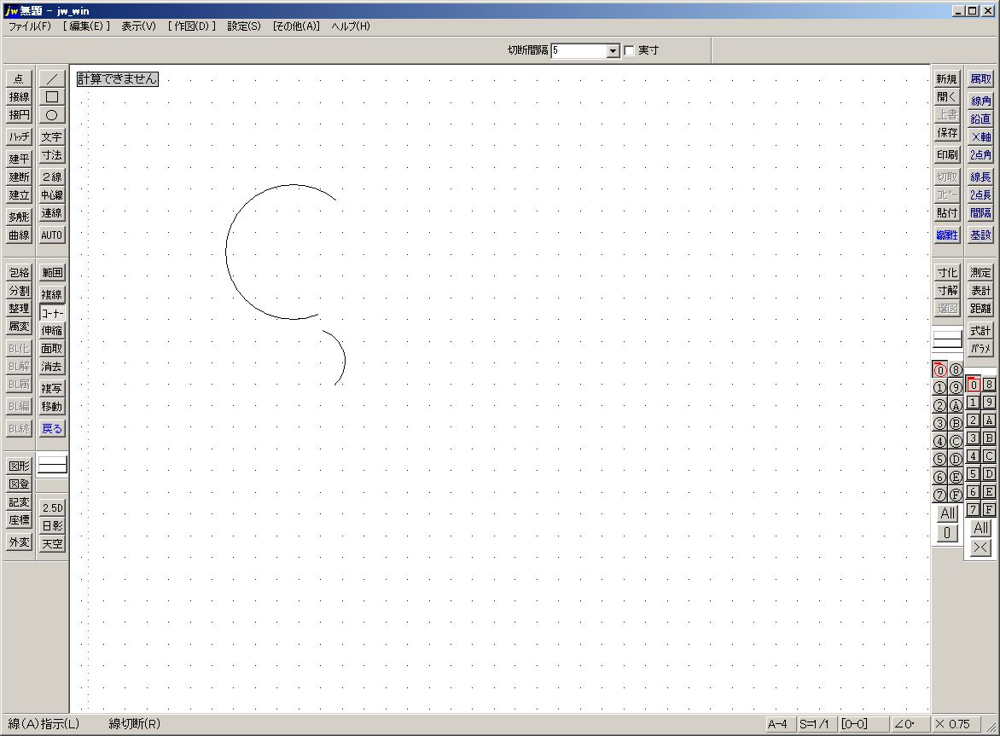 jw無題 - jw_win
ファイル(F) [編集(E)] 表示(V) [作図(D)] 設定(S) [その他(A)] ヘルプ(H)
切断間隔 5 実寸
計算できません
点 ／
接線 □
接円 ○
ハッチ 文字
建平 寸法
建断 2線
建立 中心線
多角形 連線
曲線 AUTO
包絡 範囲
分割 複線
整理 コーナー
属変 伸縮
BL化 面取
BL解 消去
BL属 複写
BL編 移動
BL終 戻る
図形
図登
記変 2.5D
座標 日影
外変 天空
新規 属取
開く 線角
上書 鉛直
保存 X軸
印刷 2点角
切取 線長
コピー 2点長
貼付 間隔
線属性 基設
寸化 測定
寸解 表計
選図 距離
式計
パラメ
⓪ ⑧ 0 8
① ⑨ 1 9
② Ⓐ 2 A
③ Ⓑ 3 B
④ Ⓒ 4 C
⑤ Ⓓ 5 D
⑥ Ⓔ 6 E
⑦ Ⓕ 7 F
All All
0 ×
線(A)指示(L) 線切断(R) A-4 S=1/1 [0-0] ∠0 × 0.75